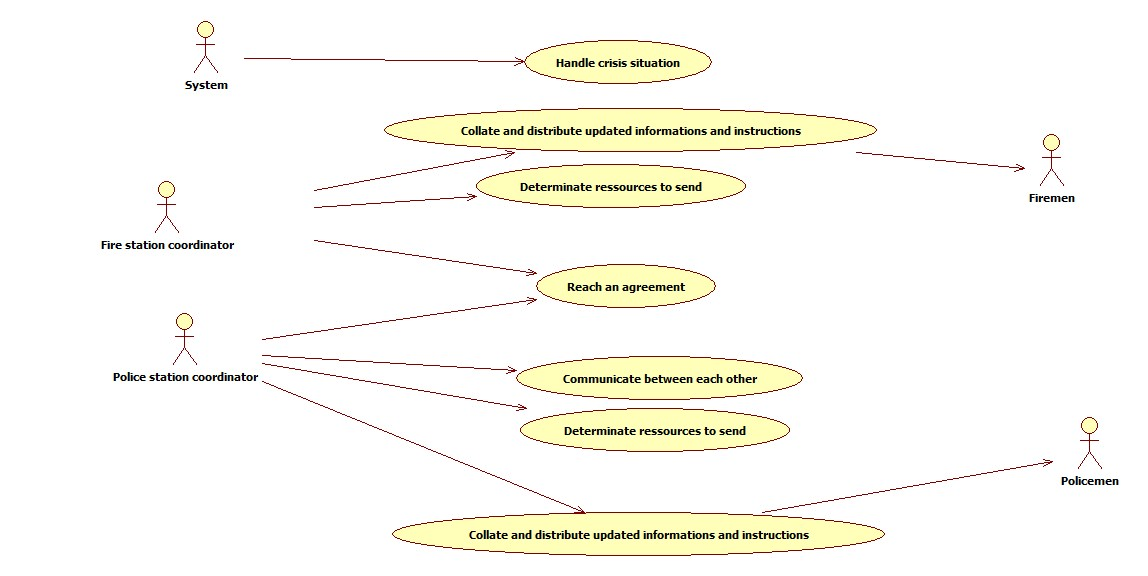 Handle crisis situation
System
Collate and distribute updated informations and instructions
Determinate ressources to send
Firemen
Fire station coordinator
Reach an agreement
Police station coordinator
Communicate between each other
Determinate ressources to send
Policemen
Collate and distribute updated informations and instructions